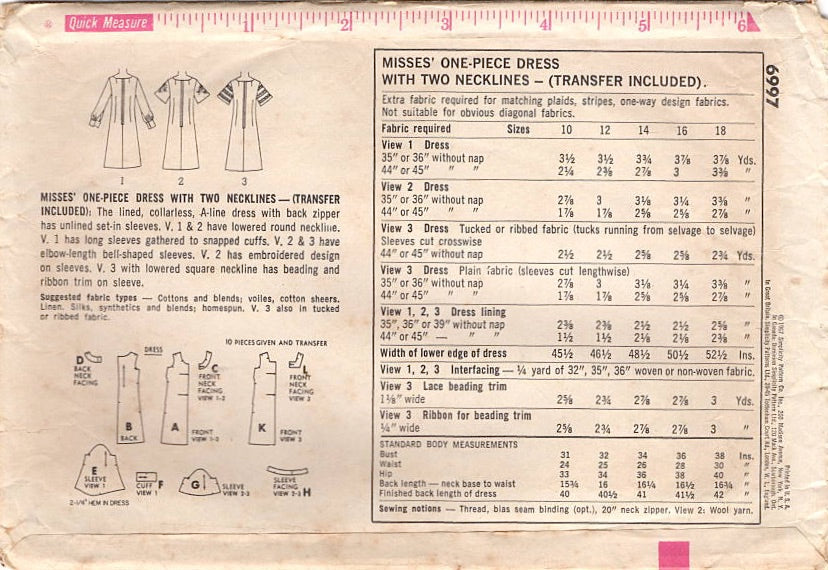 ® Quick Measure 1 2 3 4 5 6
6997
1 2 3
MISSES' ONE-PIECE DRESS WITH TWO NECKLINES — (TRANSFER
INCLUDED): The lined, collarless, A-line dress with back zipper
has unlined set-in sleeves. V. 1 & 2 have lowered round neckline.
V. 1 has long sleeves gathered to snapped cuffs. V. 2 & 3 have
elbow-length bell-shaped sleeves. V. 2 has embroidered design
on sleeves. V. 3 with lowered square neckline has beading and
ribbon trim on sleeve.
Suggested fabric types — Cottons and blends; voiles, cotton sheers.
Linen. Silks, synthetics and blends; homespun. V. 3 also in tucked
or ribbed fabric.
10 PIECES GIVEN AND TRANSFER
DRESS
D
BACK
NECK
FACING
B
BACK
A
FRONT
VIEW 1-2
C
FRONT
NECK
FACING
VIEW 1-2
K
FRONT
VIEW 3
L
FRONT
NECK
FACING
VIEW 3
E
SLEEVE
VIEW 1
2-1/4" HEM IN DRESS
CUFF F
VIEW 1
G SLEEVE
VIEW 2-3
SLEEVE
FACING
VIEW 2-3 H
MISSES' ONE-PIECE DRESS
WITH TWO NECKLINES — (TRANSFER INCLUDED).
Extra fabric required for matching plaids, stripes, one-way design fabrics.
Not suitable for obvious diagonal fabrics.
Fabric required Sizes 10 12 14 16 18
View 1 Dress
35" or 36" without nap 3½ 3½ 3¾ 3⅞ 3⅞ Yds.
44" or 45" " " 2¼ 2⅜ 2⅞ 3 3⅜ "
View 2 Dress
35" or 36" without nap 2⅞ 3 3⅛ 3¼ 3⅜ "
44" or 45" " " 1⅞ 1⅞ 2⅝ 2⅝ 2⅞ "
View 3 Dress Tucked or ribbed fabric (tucks running from selvage to selvage)
Sleeves cut crosswise
44" or 45" without nap 2½ 2½ 2⅝ 2⅝ 2¾ Yds.
View 3 Dress Plain fabric (sleeves cut lengthwise)
35" or 36" without nap 2⅞ 3 3⅛ 3¼ 3⅜ "
44" or 45" " " 1⅞ 1⅞ 2⅝ 2⅝ 2⅞ "
View 1, 2, 3 Dress lining
35", 36" or 39" without nap 2⅜ 2⅜ 2½ 2½ 2⅝ "
44" or 45" — " " 1½ 1½ 2⅛ 2⅛ 2⅜ "
Width of lower edge of dress 45½ 46½ 48½ 50½ 52½ Ins.
View 1, 2, 3 Interfacing — ¼ yard of 32", 35", 36" woven or non-woven fabric.
View 3 Lace beading trim
1⅛" wide 2⅝ 2¾ 2⅞ 2⅞ 3 Yds.
View 3 Ribbon for beading trim
¼" wide 2⅝ 2¾ 2⅞ 2⅞ 3 "
STANDARD BODY MEASUREMENTS
Bust 31 32 34 36 38 Ins.
Waist 24 25 26 28 30 "
Hip 33 34 36 38 40 "
Back length — neck base to waist 15¾ 16 16¼ 16½ 16¾ "
Finished back length of dress 40 40½ 41 41½ 42 "
Sewing notions — Thread, bias seam binding (opt.), 20" neck zipper. View 2: Wool yarn.
© 1967 Simplicity Pattern Co. Inc., 200 Madison Avenue, New York, N. Y.
Printed in U. S. A.